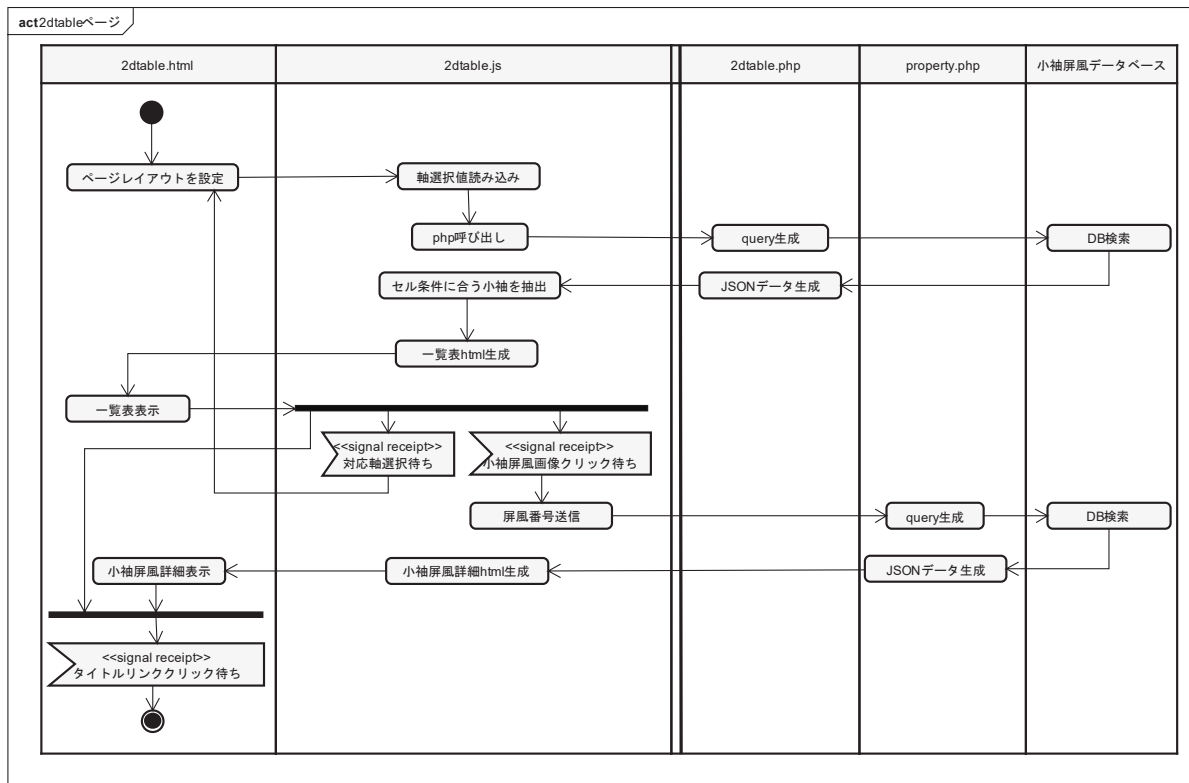 act2dtableページ
2dtable.html
2dtable.js
2dtable.php
property.php
小袖屏風データベース
ページレイアウトを設定
軸選択値読み込み
php呼び出し
query生成
DB検索
セル条件に合う小袖を抽出
JSONデータ生成
一覧表html生成
一覧表表示
<<signal receipt>>
対応軸選択待ち
<<signal receipt>>
小袖屏風画像クリック待ち
屏風番号送信
query生成
DB検索
小袖屏風詳細表示
小袖屏風詳細html生成
JSONデータ生成
<<signal receipt>>
タイトルリンククリック待ち